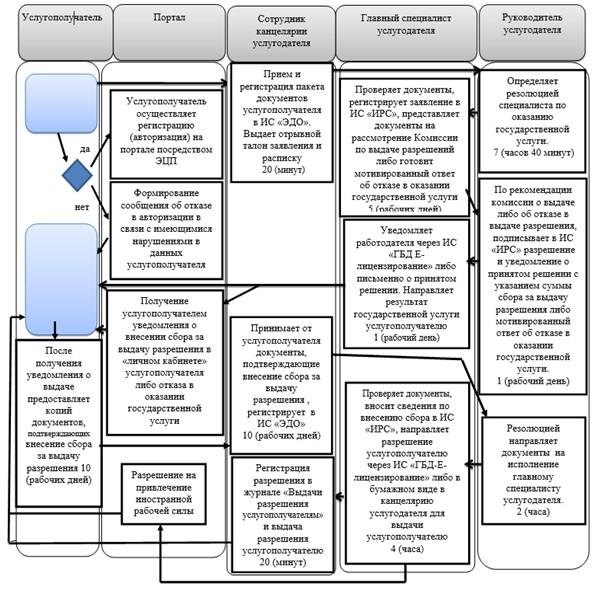 Услугополучатель
Портал
Сотрудник
канцелярии
услугодателя
Главный специалист
услугодателя
Руководитель
услугодателя
Услугополучатель
осуществляет
регистрацию
(авторизация) на
портале посредством
ЭЦП
да
нет
Формирование
сообщения об отказе
в авторизации в
связи с имеющимися
нарушениями в
данных
услугополучателя
Прием и
регистрация пакета
документов
услугополучателя
в ИС «ЭДО».
Выдает отрывной
талон заявления и
расписку
20 (минут)
Проверяет документы,
регистрирует заявление в
ИС «ИРС», представляет
документы на
рассмотрение Комиссии
по выдаче разрешений
либо готовит
мотивированный ответ
об отказе в оказании
государственной услуги
5 (рабочих дней)
Определяет
резолюцией
специалиста по
оказанию
государственной
услуги.
7 (часов 40 минут)
По рекомендации
комиссии о выдаче
либо об отказе в
выдаче разрешения,
подписывает в ИС
«ИРС» разрешение
и уведомление о
принятом решении с
указанием суммы
сбора за выдачу
разрешения либо
мотивированный
ответ об отказе в
оказании
государственной
услуги.
1 (рабочий день)
Уведомляет
работодателя через ИС
«ГБД Е-
лицензирование» либо
письменно о принятом
решении. Направляет
результат
государственной услуги
услугополучателю
1 (рабочий день)
Получение
услугополучателем
уведомления о
внесении сбора за
выдачу разрешения в
«личном кабинете»
услугополучателя
либо отказа в
оказании
государственной
услуги
После
получения
уведомления о
выдаче
предоставляет
копий
документов,
подтверждающих
внесение сбора
за выдачу
разрешения 10
(рабочих дней)
Принимает от
услугополучателя
документы,
подтверждающие
внесение сбора за
выдачу
разрешения ,
регистрирует в
ИС «ЭДО»
10 (рабочих дней)
Проверяет документы,
вносит сведения по
внесению сбора в ИС
«ИРС», направляет
разрешение
услугополучателю
через ИС «ГБД-Е-
лицензирование» либо в
бумажном виде в
канцелярию
услугодателя для
выдачи
услугополучателю
4 (часа)
Резолюцией
направляет
документы на
исполнение
главному
специалисту
услугодателя.
2 (часа)
Разрешение на
привлечение
иностранной
рабочей силы
Регистрация
разрешения в
журнале «Выдачи
разрешения
услугополучателям»
и выдача
разрешения
услугополучателю
20 (минут)